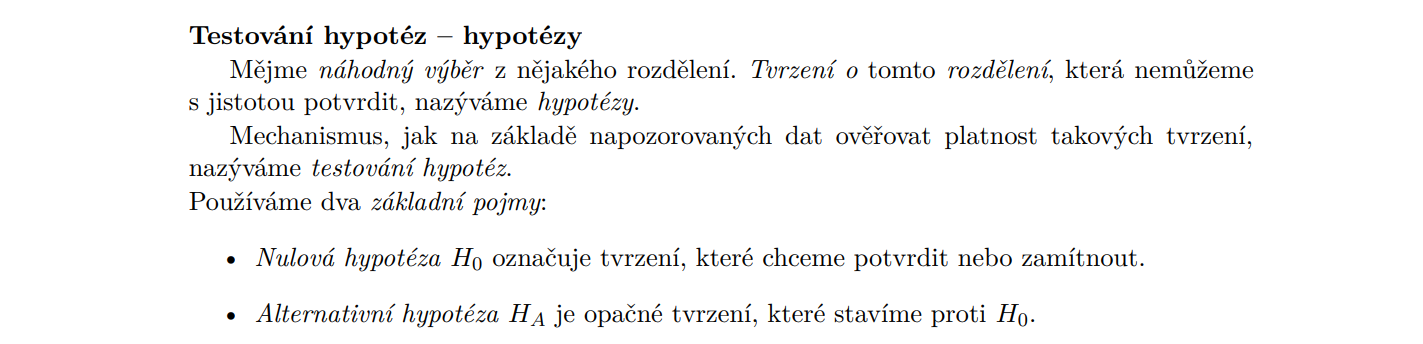 Testování hypotéz – hypotézy
Mějme náhodný výběr z nějakého rozdělení. Tvrzení o tomto rozdělení, která nemůžeme
s jistotou potvrdit, nazýváme hypotézy.
Mechanismus, jak na základě napozorovaných dat ověřovat platnost takových tvrzení,
nazýváme testování hypotéz.
Používáme dva základní pojmy:
• Nulová hypotéza H₀ označuje tvrzení, které chceme potvrdit nebo zamítnout.
• Alternativní hypotéza H_A je opačné tvrzení, které stavíme proti H₀.